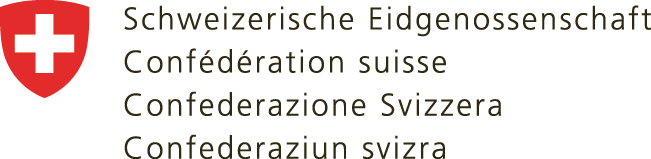 Schweizerische Eidgenossenschaft
Confédération suisse
Confederazione Svizzera
Confederaziun svizra